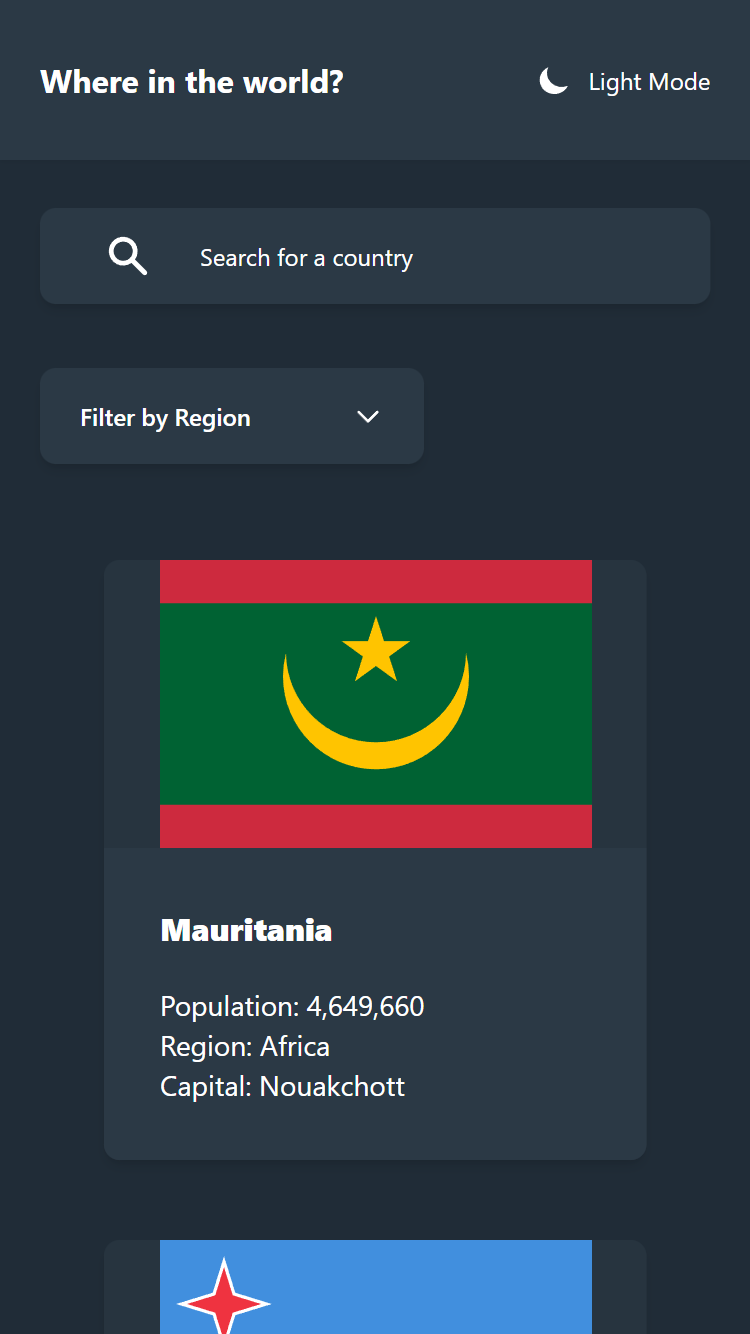 Where in the world?
Light Mode
Search for a country
Filter by Region
Mauritania
Population: 4,649,660
Region: Africa
Capital: Nouakchott